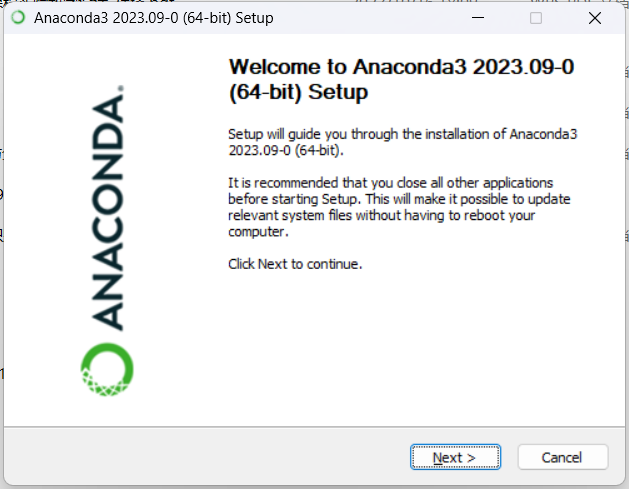 Anaconda3 2023.09-0 (64-bit) Setup
ANACONDA.
Welcome to Anaconda3 2023.09-0
(64-bit) Setup
Setup will guide you through the installation of Anaconda3
2023.09-0 (64-bit).
It is recommended that you close all other applications
before starting Setup. This will make it possible to update
relevant system files without having to reboot your
computer.
Click Next to continue.
Next >
Cancel